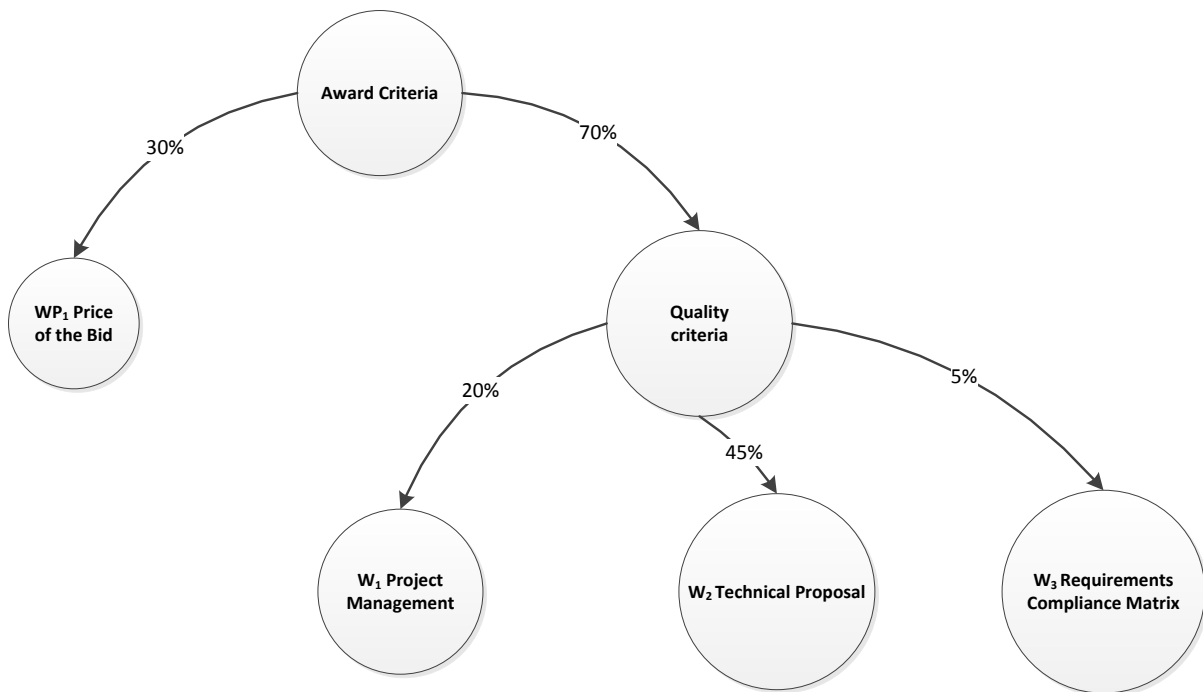 Award Criteria
30%
70%
WP₁ Price
of the Bid
Quality
criteria
20%
45%
5%
W₁ Project
Management
W₂ Technical Proposal
W₃ Requirements
Compliance Matrix